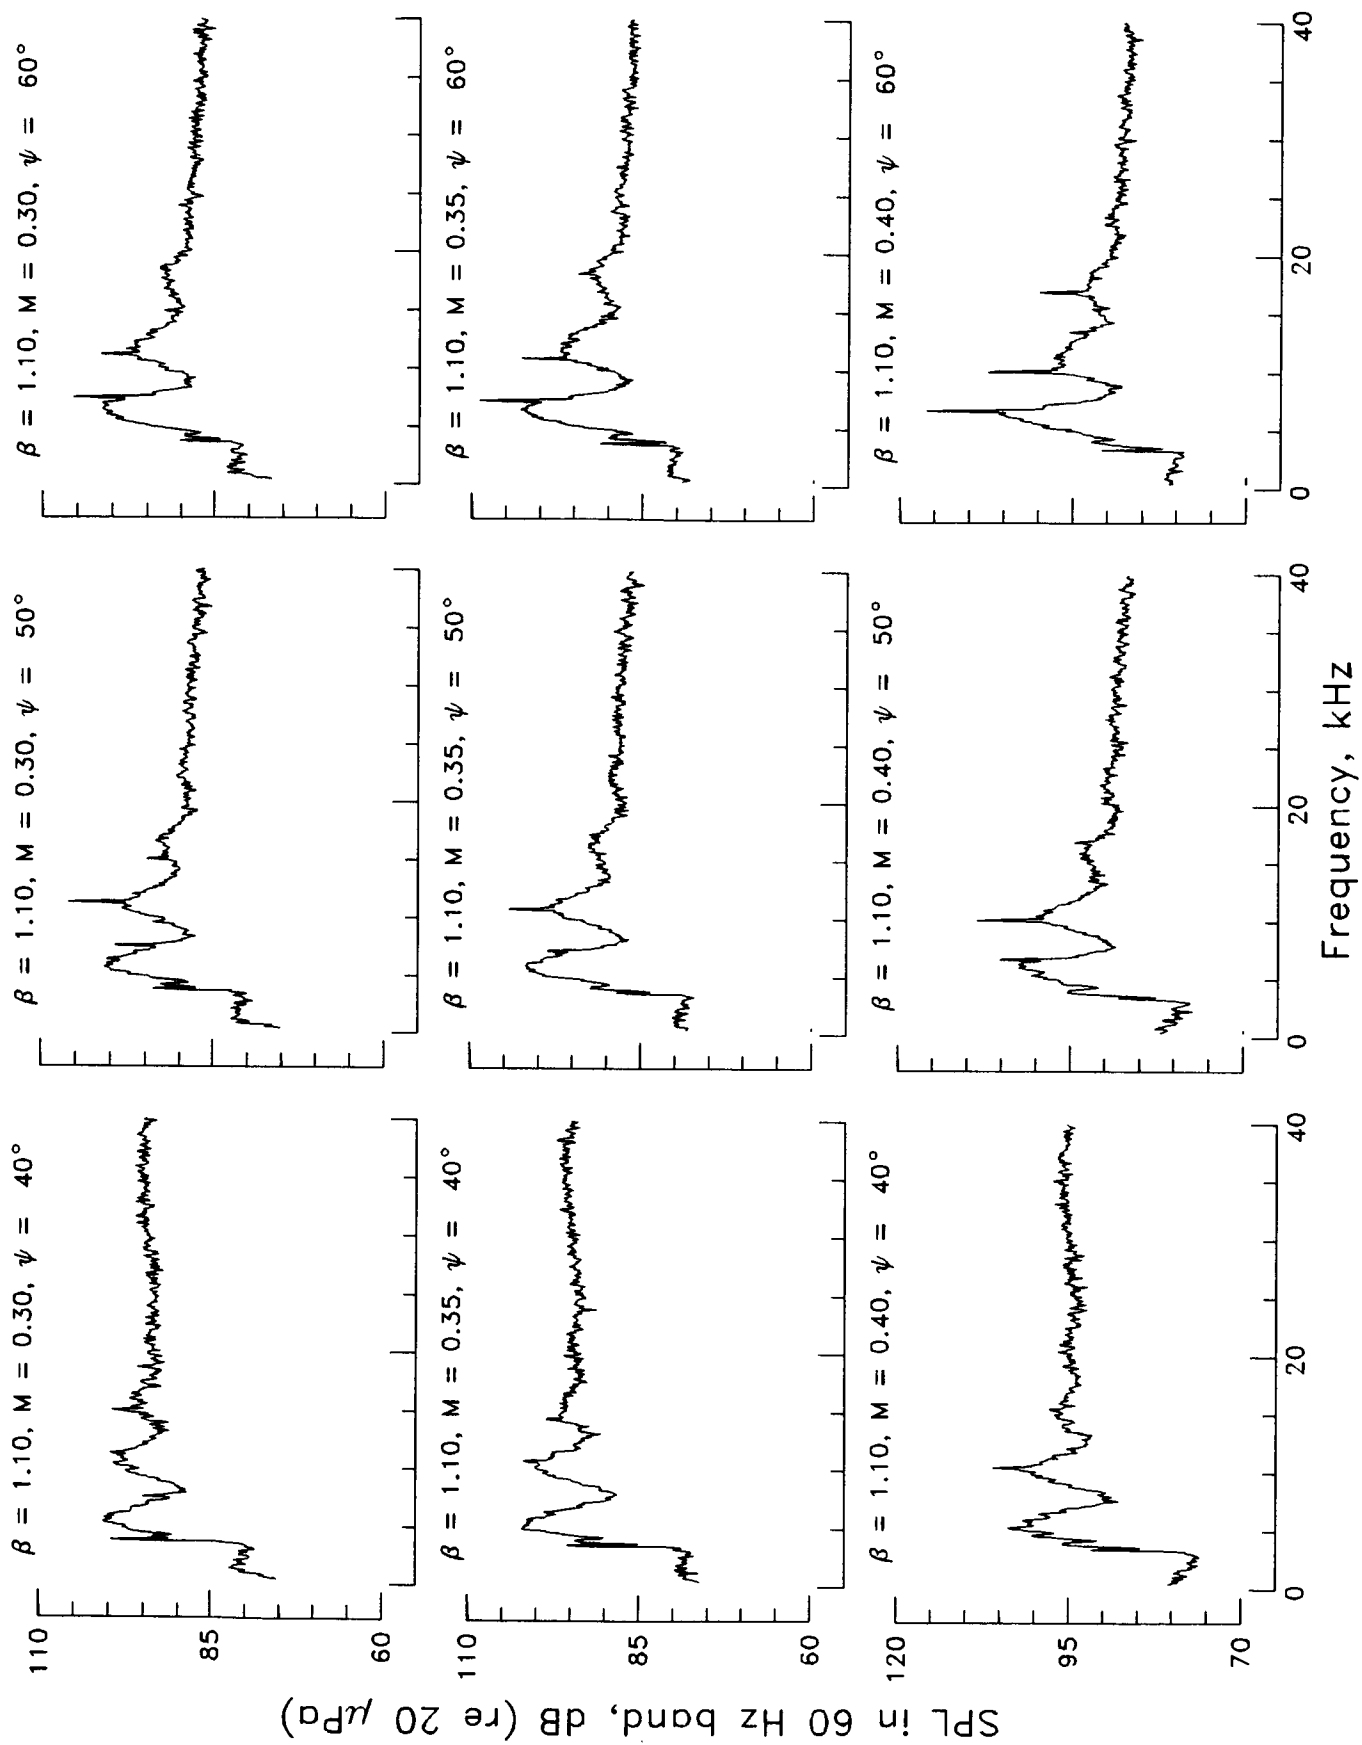 β = 1.10, M = 0.30, ψ = 40°
β = 1.10, M = 0.30, ψ = 50°
β = 1.10, M = 0.30, ψ = 60°
110
85
60
β = 1.10, M = 0.35, ψ = 40°
β = 1.10, M = 0.35, ψ = 50°
β = 1.10, M = 0.35, ψ = 60°
110
85
60
β = 1.10, M = 0.40, ψ = 40°
β = 1.10, M = 0.40, ψ = 50°
β = 1.10, M = 0.40, ψ = 60°
120
95
70
0 20 40
0 20 40
0 20 40
SPL in 60 Hz band, dB (re 20 μPa)
Frequency, kHz